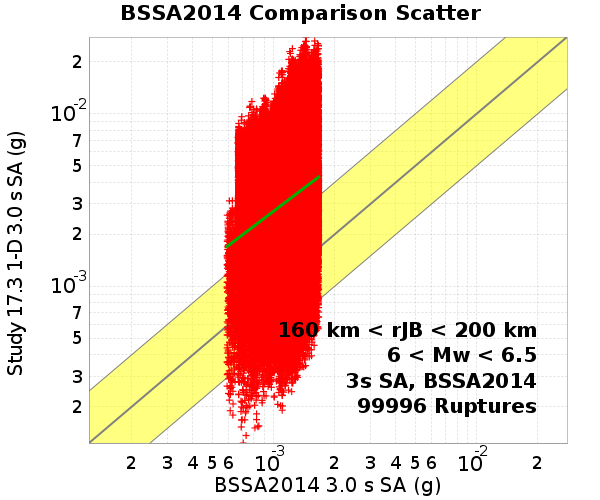 BSSA2014 Comparison Scatter
Study 17.3 1-D 3.0 s SA (g)
2
10-2
7
5
3
2
10-3
7
5
3
2
160 km < rJB < 200 km
6 < Mw < 6.5
3s SA, BSSA2014
99996 Ruptures
2 3 4 5 6 10-3 2 3 4 5 6 10-2 2
BSSA2014 3.0 s SA (g)